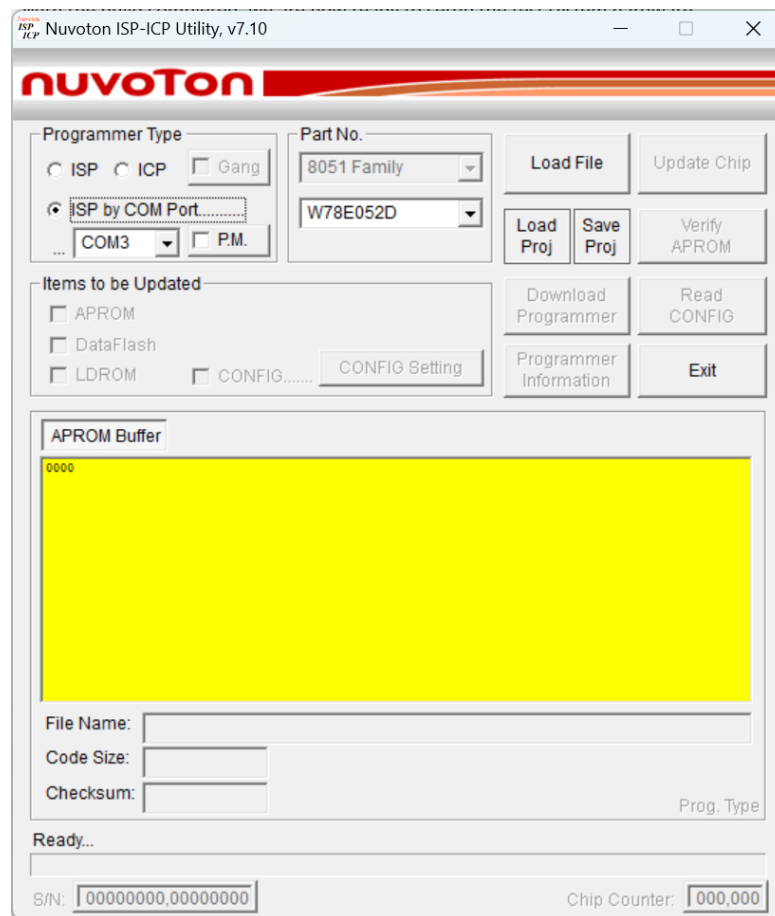 Nuvoton
ISP
ICP
Nuvoton ISP-ICP Utility, v7.10
nuvoTon
Programmer Type
ISP ICP Gang
ISP by COM Port..........
... COM3 P.M.
Part No.
8051 Family
W78E052D
Load File
Update Chip
Load Proj
Save Proj
Verify APROM
Items to be Updated
APROM
DataFlash
LDROM CONFIG....... CONFIG Setting
Download Programmer
Read CONFIG
Programmer Information
Exit
APROM Buffer
0000
File Name:
Code Size:
Checksum:
Prog. Type
Ready...
S/N: 00000000,00000000
Chip Counter: 000,000